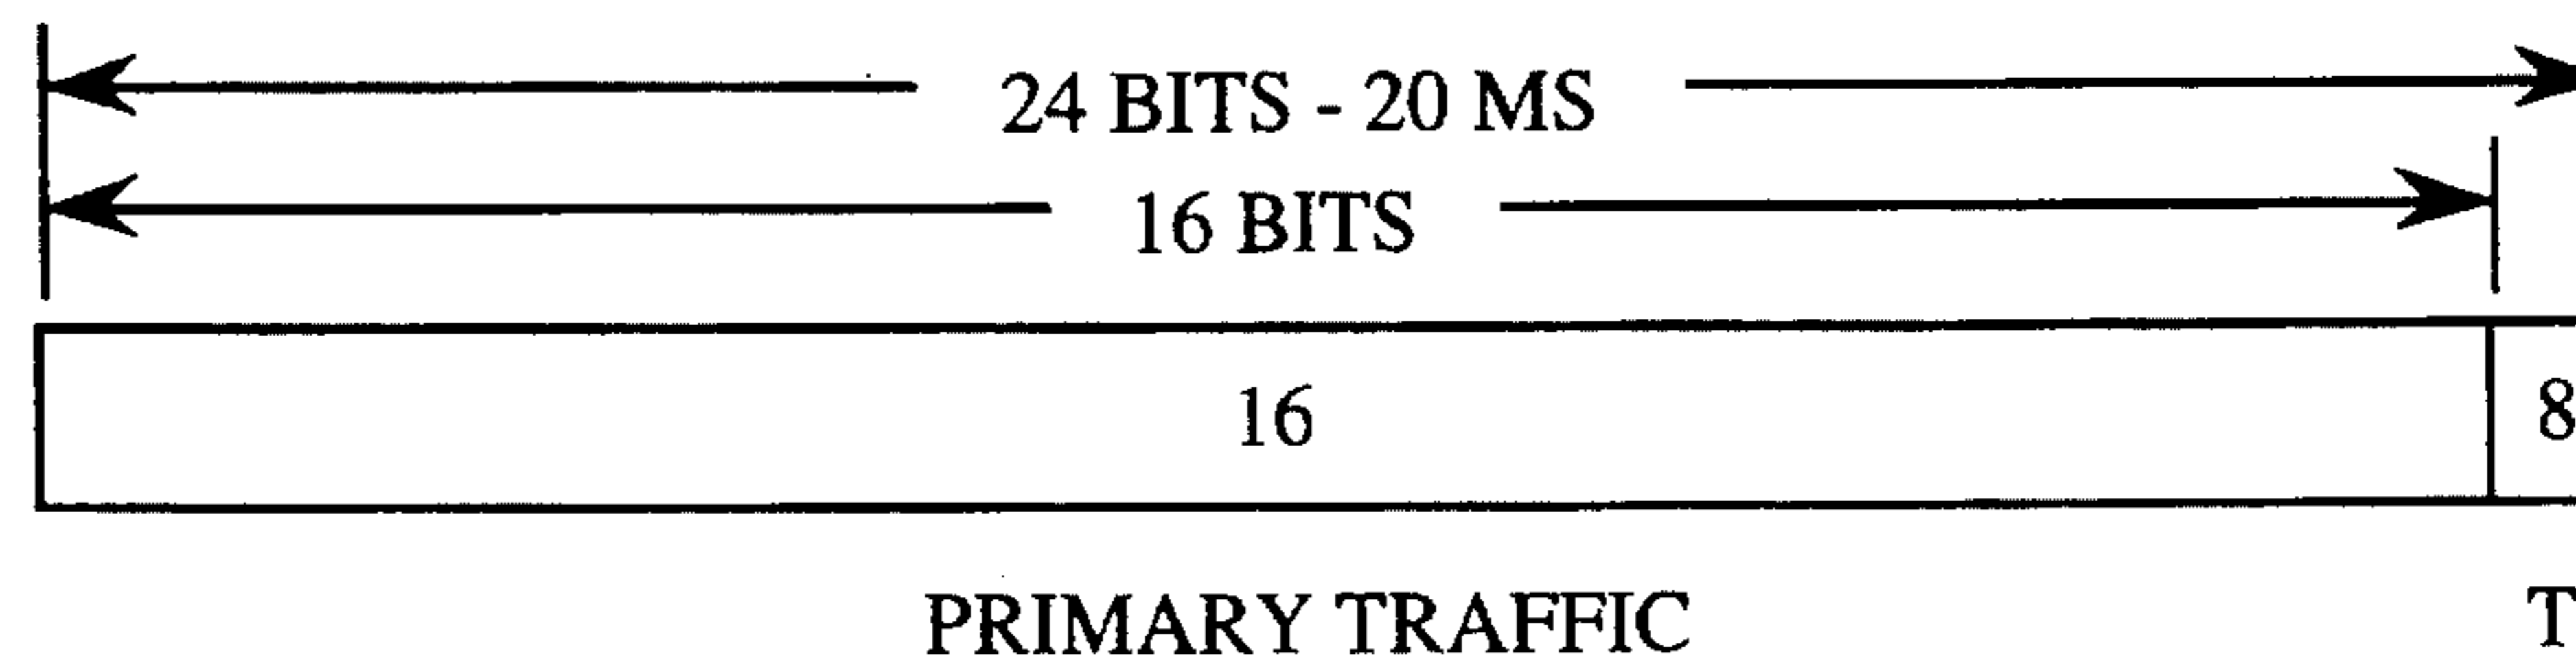 24 BITS - 20 MS
16 BITS
16 8
PRIMARY TRAFFIC T